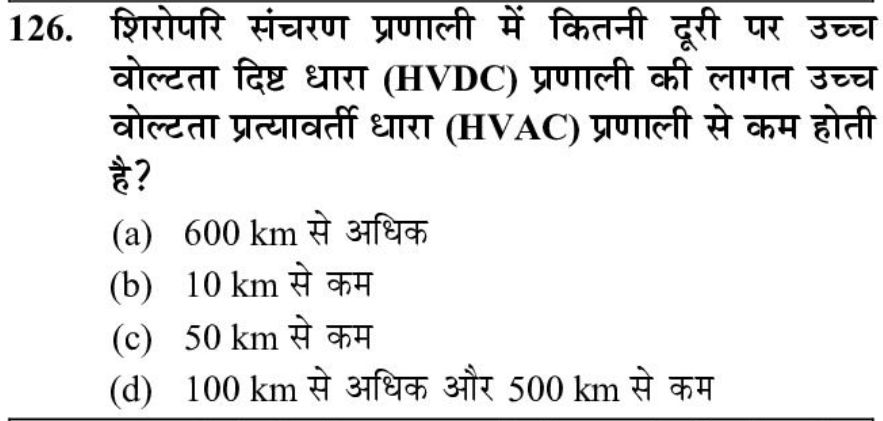 126. शिरोपरि संचरण प्रणाली में कितनी दूरी पर उच्च
वोल्टता दिष्ट धारा (HVDC) प्रणाली की लागत उच्च
वोल्टता प्रत्यावर्ती धारा (HVAC) प्रणाली से कम होती
है?
(a) 600 km से अधिक
(b) 10 km से कम
(c) 50 km से कम
(d) 100 km से अधिक और 500 km से कम